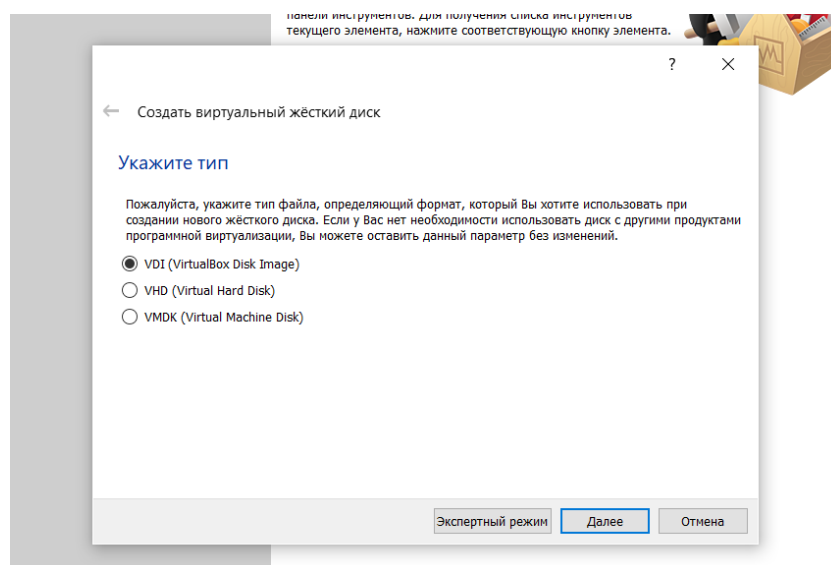 панели инструментов. Для получения списка инструментов
текущего элемента, нажмите соответствующую кнопку элемента.
?
Создать виртуальный жёсткий диск
Укажите тип
Пожалуйста, укажите тип файла, определяющий формат, который Вы хотите использовать при
создании нового жёсткого диска. Если у Вас нет необходимости использовать диск с другими продуктами
программной виртуализации, Вы можете оставить данный параметр без изменений.
VDI (VirtualBox Disk Image)
VHD (Virtual Hard Disk)
VMDK (Virtual Machine Disk)
Экспертный режим Далее Отмена